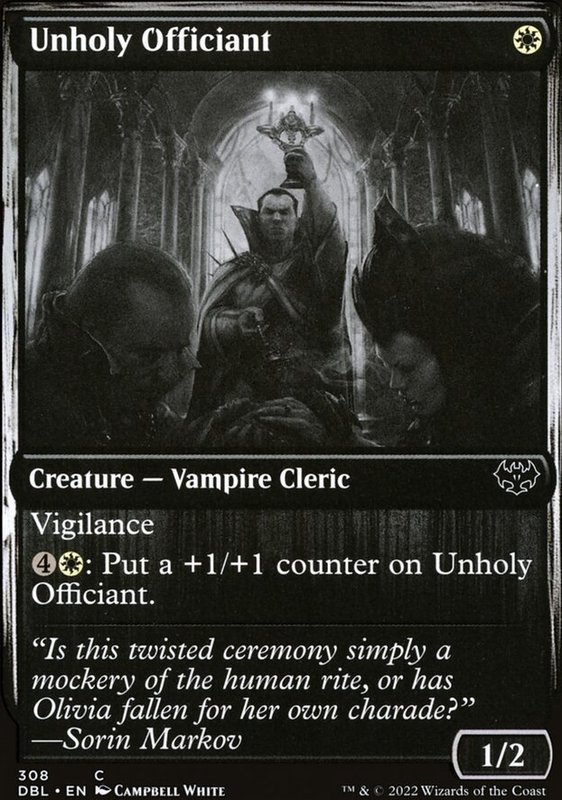 Unholy Officiant
Creature — Vampire Cleric
Vigilance
4: Put a +1/+1 counter on Unholy
Officiant.
“Is this twisted ceremony simply a
mockery of the human rite, or has
Olivia fallen for her own charade?”
—Sorin Markov
1/2
308 C
DBL • EN Campbell White
™ & © 2022 Wizards of the Coast